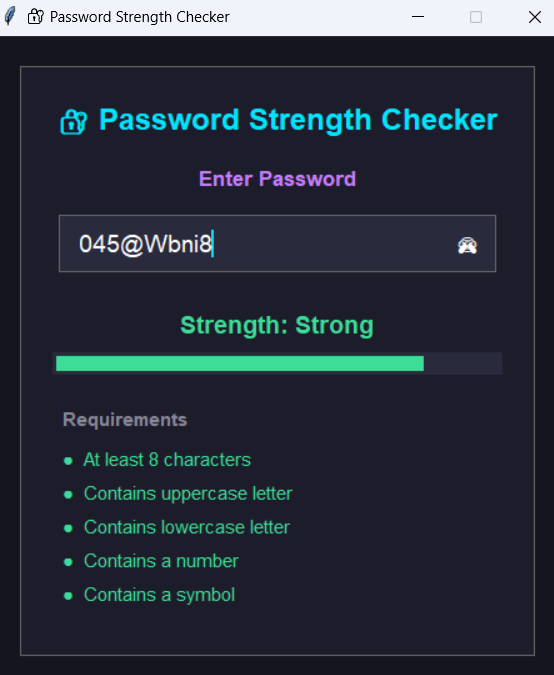 Password Strength Checker
Password Strength Checker
Enter Password
045@Wbni8
Strength: Strong
Requirements
At least 8 characters
Contains uppercase letter
Contains lowercase letter
Contains a number
Contains a symbol